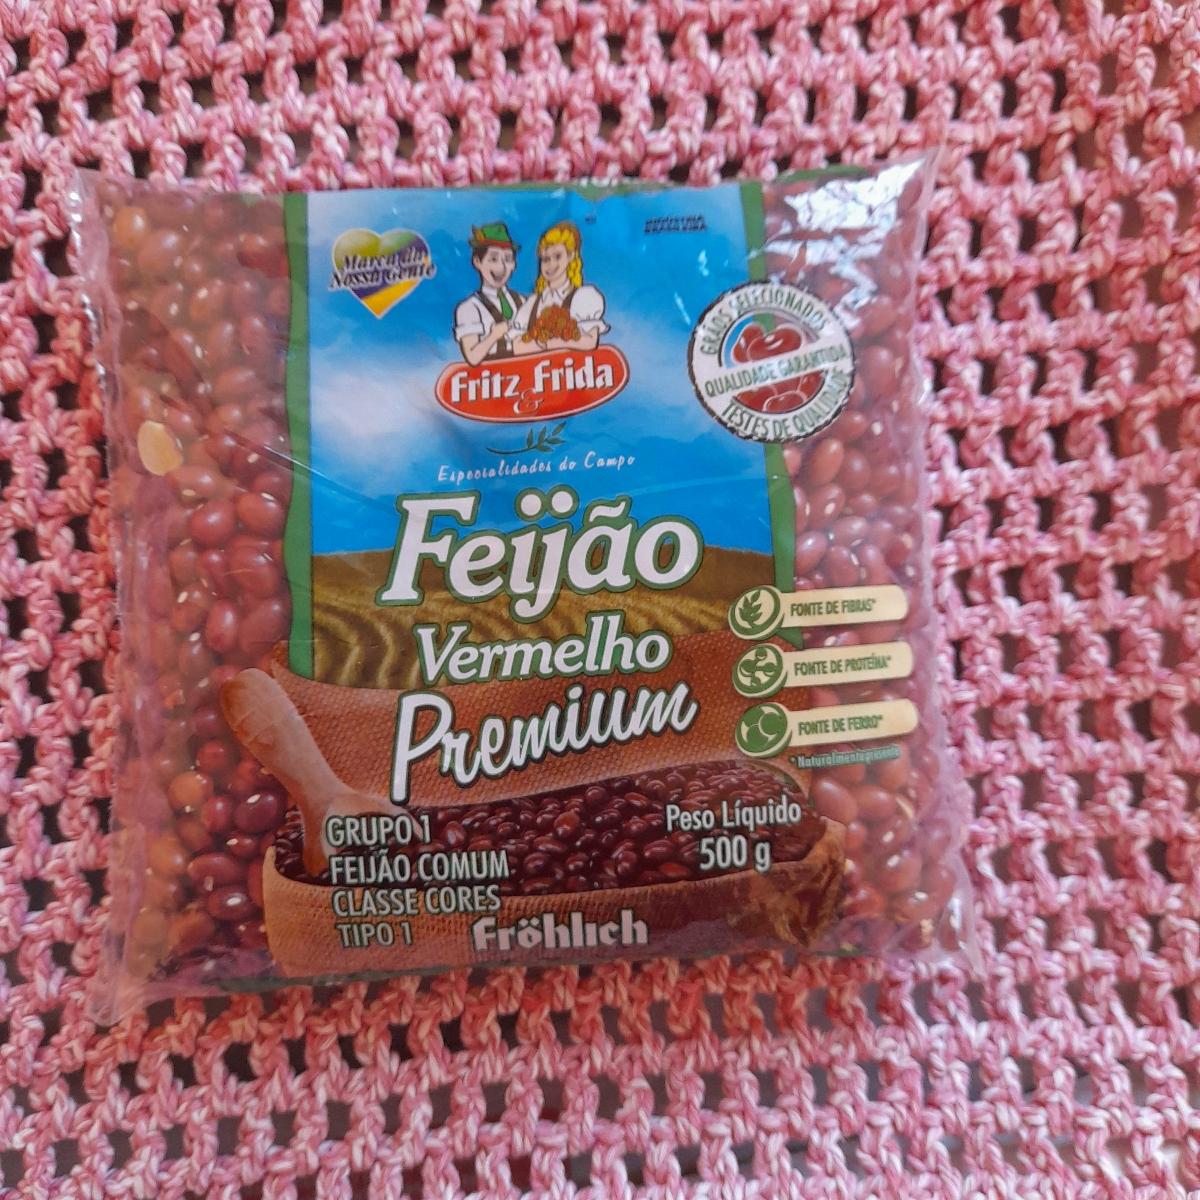 Marca da
Nossa Gente
Fritz & Frida
Especialidades do Campo
GRÃOS SELECIONADOS
QUALIDADE GARANTIDA
TESTES DE QUALIDADE
Feijão
Vermelho
Premium
FONTE DE FIBRAS*
FONTE DE PROTEÍNA*
FONTE DE FERRO*
* Naturalmente presente
GRUPO 1
FEIJÃO COMUM
CLASSE CORES
TIPO 1
Peso Líquido
500 g
Fröhlich